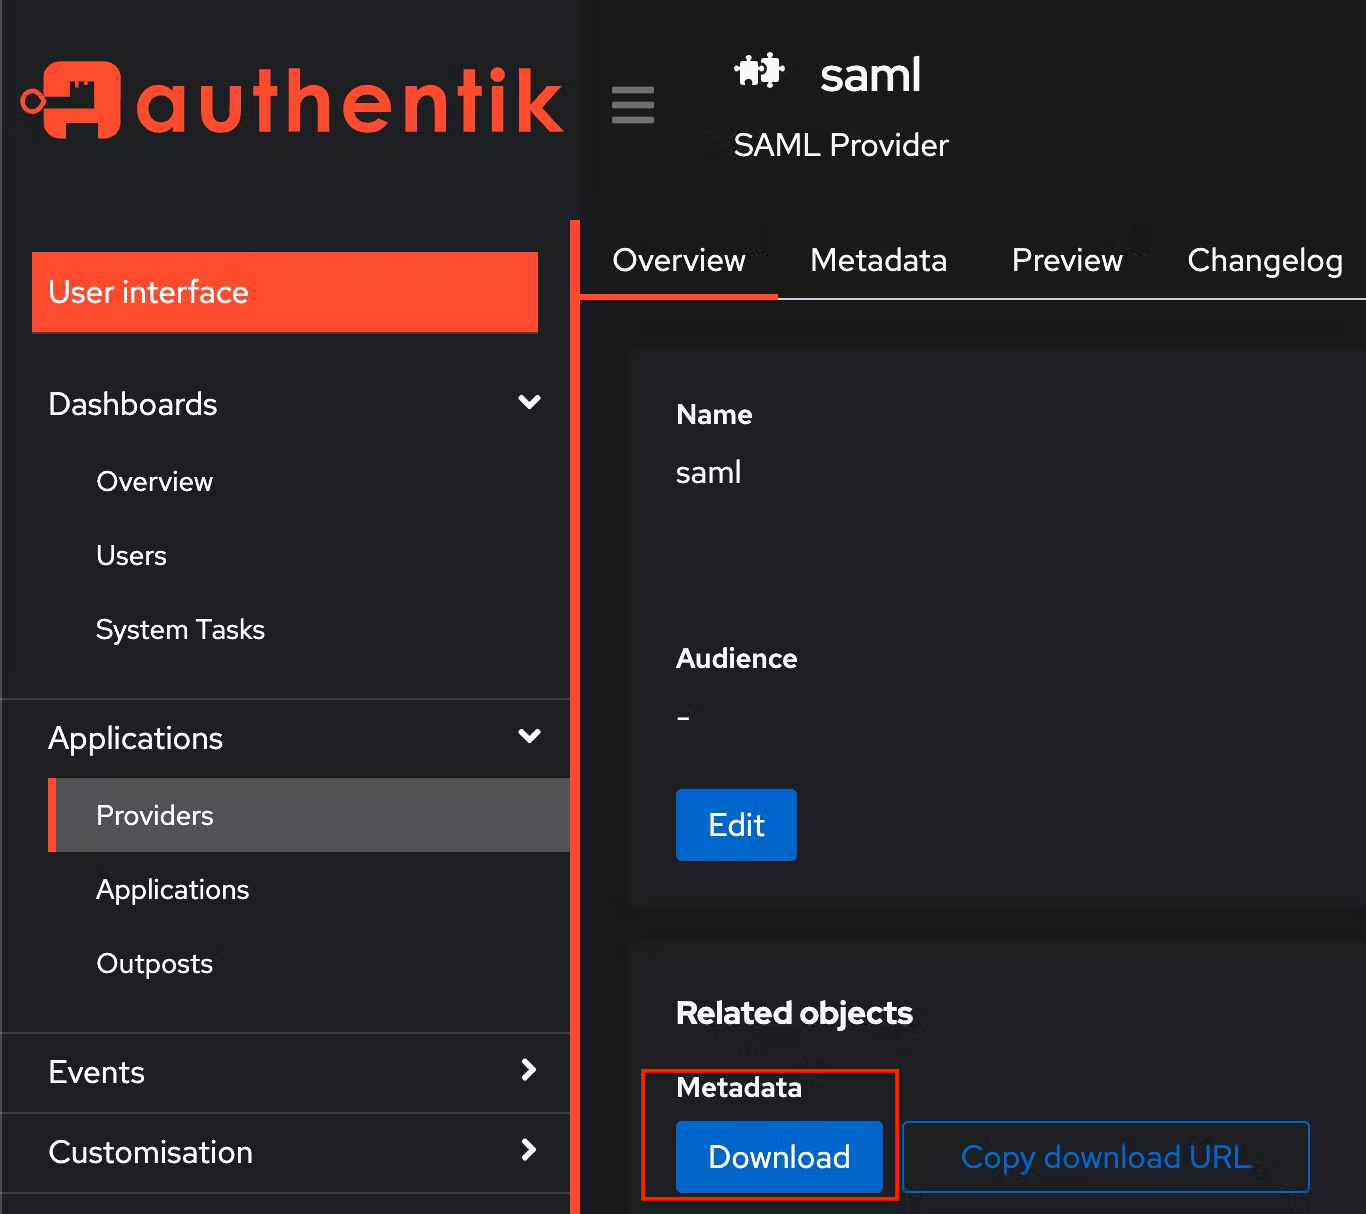 authentik
User interface
Dashboards
Overview
Users
System Tasks
Applications
Providers
Applications
Outposts
Events
Customisation
saml
SAML Provider
Overview Metadata Preview Changelog
Name
saml
Audience
-
Edit
Related objects
Metadata
Download Copy download URL